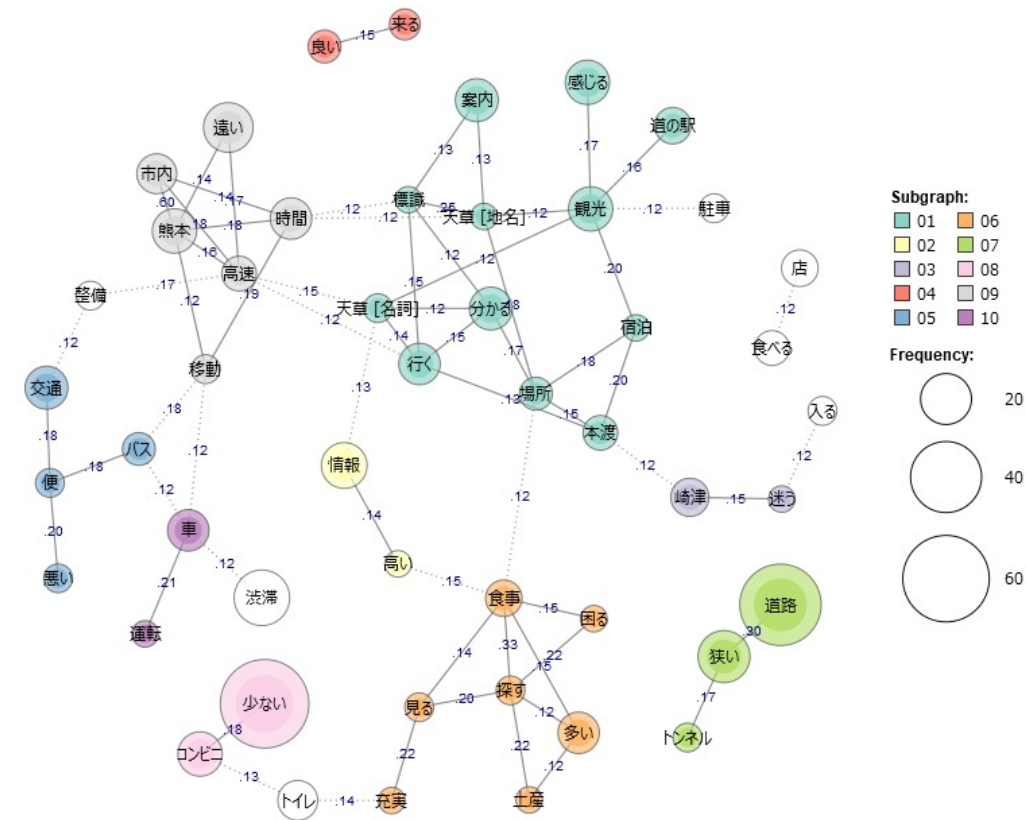 来る
.15
良い
感じる
案内
遠い
道の駅
.13
.17
.16
市内
.14
.13
.60
.14
.17
標識
.25
駐車
.18
.18
時間
.12
.12
天草 [地名]
.12
観光
.12
熊本
.16
高速
.12
.12
.20
店
.17
.15
.15
整備
.12
.19
.12
天草 [名詞]
.12
分かる
.18
.12
宿泊
.12
.14
.15
.17
食べる
移動
行く
.18
交通
.13
.20
.18
.13
場所
.15
入る
.18
バス
.12
本渡
.18
情報
.12
.12
便
.12
.12
崎津
.15
迷う
車
.14
.20
高い
.12
悪い
.21
.15
食事
.15
渋滞
困る
道路
運転
.14
.33
.22
.15
.30
狭い
少ない
見る
.20
探す
.12
.17
.18
多い
トンネル
コンビニ
.22
.22
.12
.13
トイレ
.14
充実
土産
Subgraph:
01 06
02 07
03 08
04 09
05 10
Frequency:
20
40
60